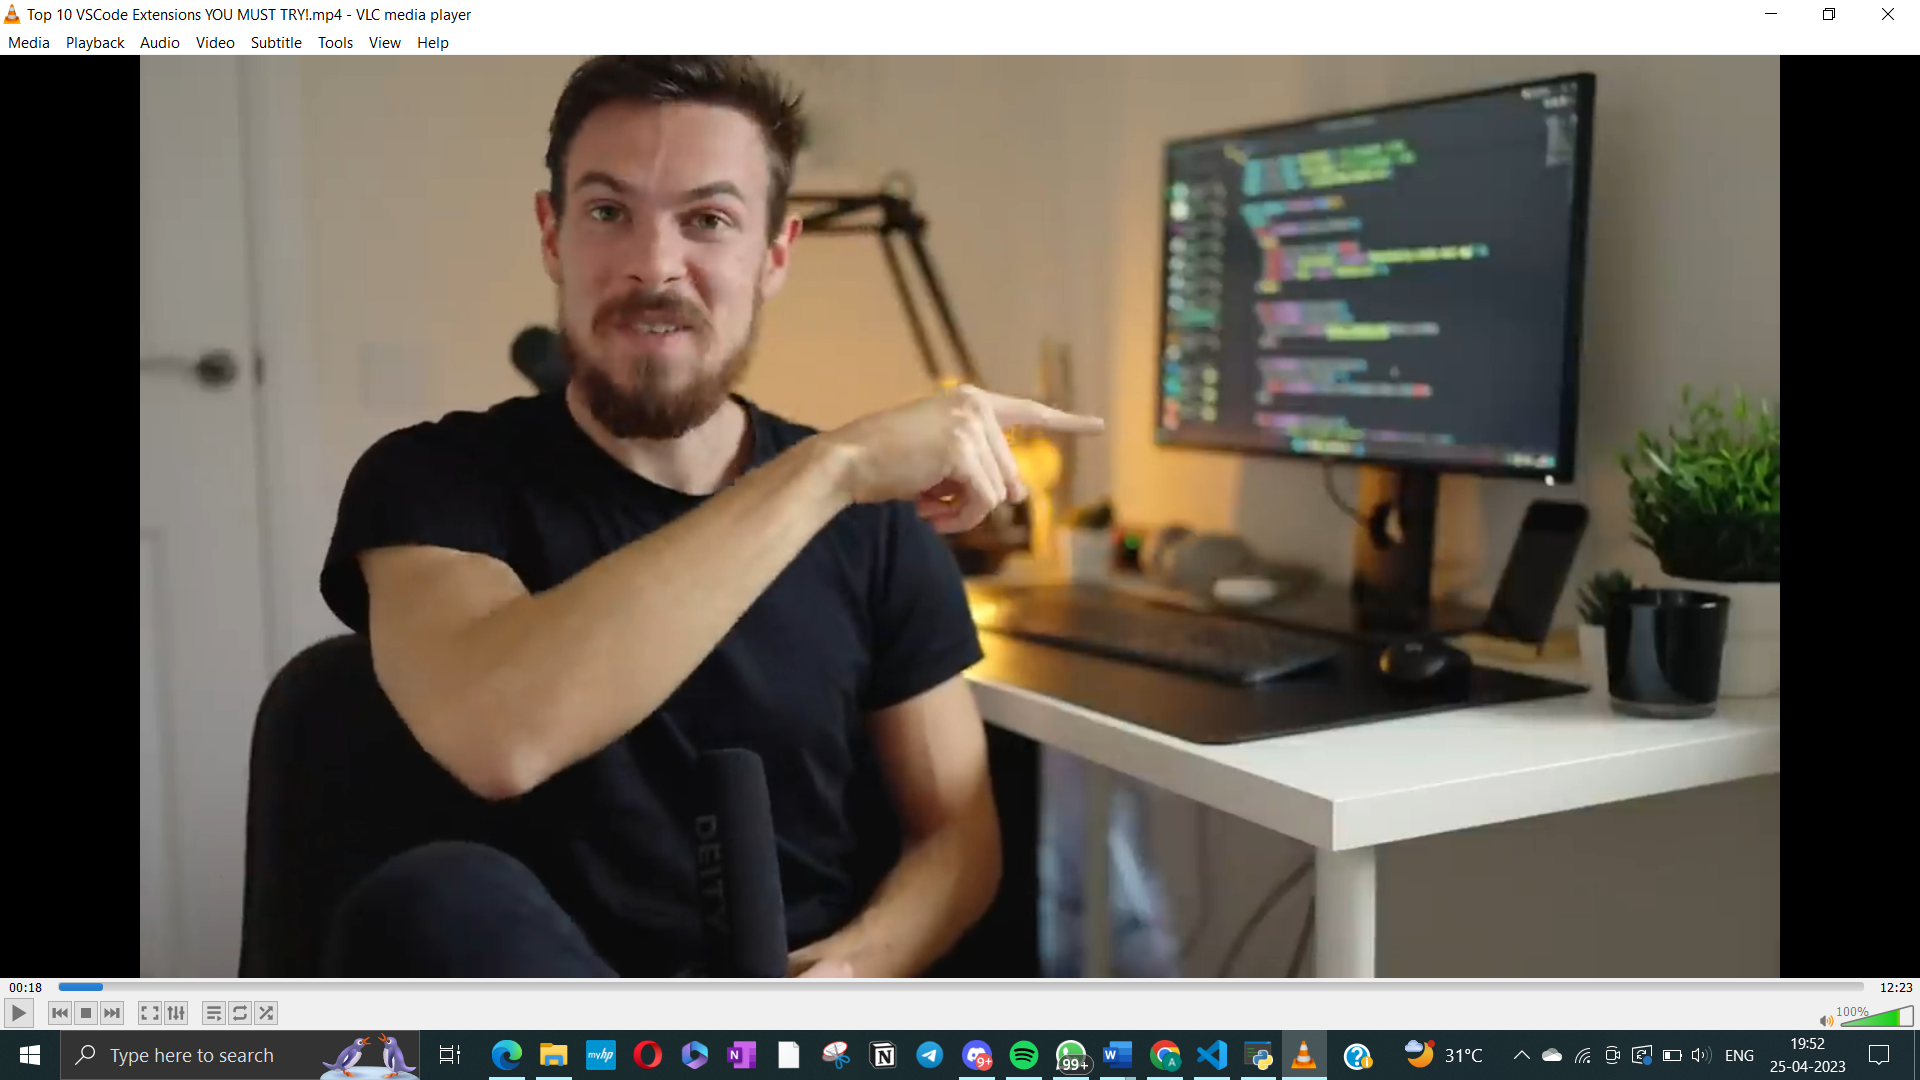 Top 10 VSCode Extensions YOU MUST TRY!.mp4 - VLC media player
Media Playback Audio Video Subtitle Tools View Help
DEITY
00:18
12:23
100%
Type here to search
myhp
N
N
9+
99+
W
A
31°C
ENG
19:52
25-04-2023